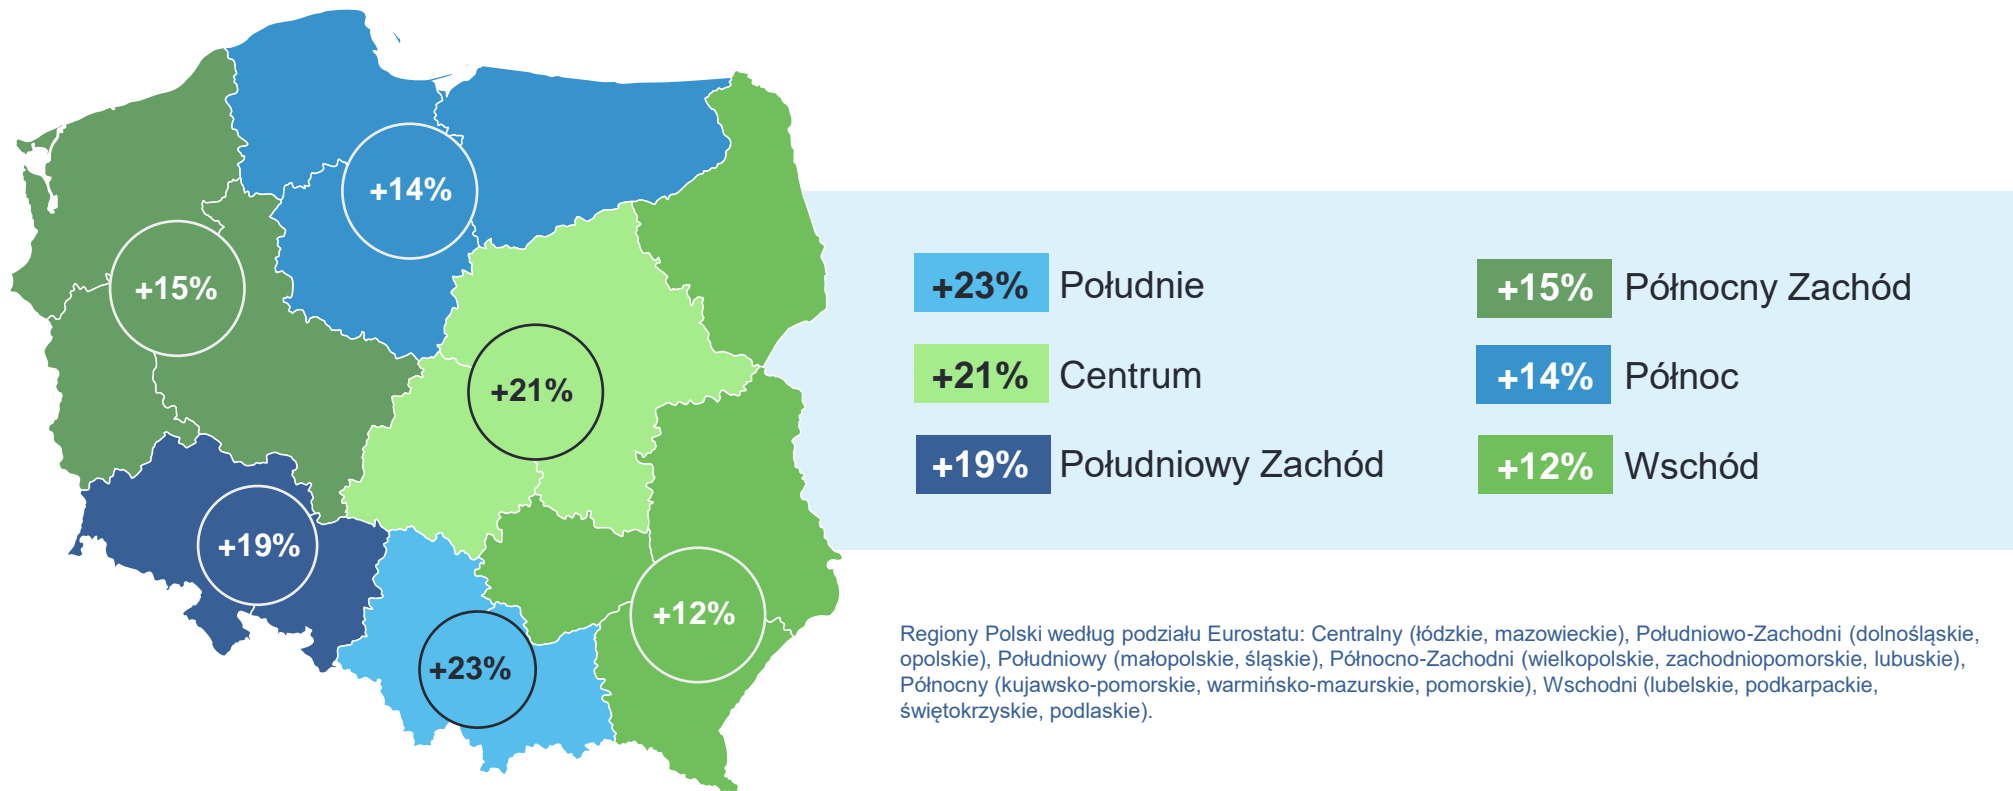 +14%
+15%
+21%
+19%
+12%
+23%
+23% Południe
+21% Centrum
+19% Południowy Zachód
+15% Północny Zachód
+14% Północ
+12% Wschód
Regiony Polski według podziału Eurostatu: Centralny (łódzkie, mazowieckie), Południowo-Zachodni (dolnośląskie,
opolskie), Południowy (małopolskie, śląskie), Północno-Zachodni (wielkopolskie, zachodniopomorskie, lubuskie),
Północny (kujawsko-pomorskie, warmińsko-mazurskie, pomorskie), Wschodni (lubelskie, podkarpackie,
świętokrzyskie, podlaskie).